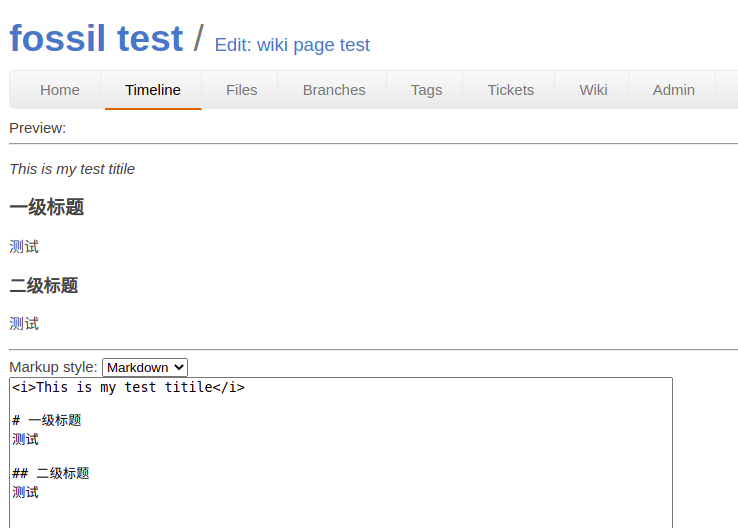 fossil test / Edit: wiki page test
Home Timeline Files Branches Tags Tickets Wiki Admin
Preview:
This is my test titile
一级标题
测试
二级标题
测试
Markup style: Markdown
<i>This is my test titile</i>
# 一级标题
测试
## 二级标题
测试